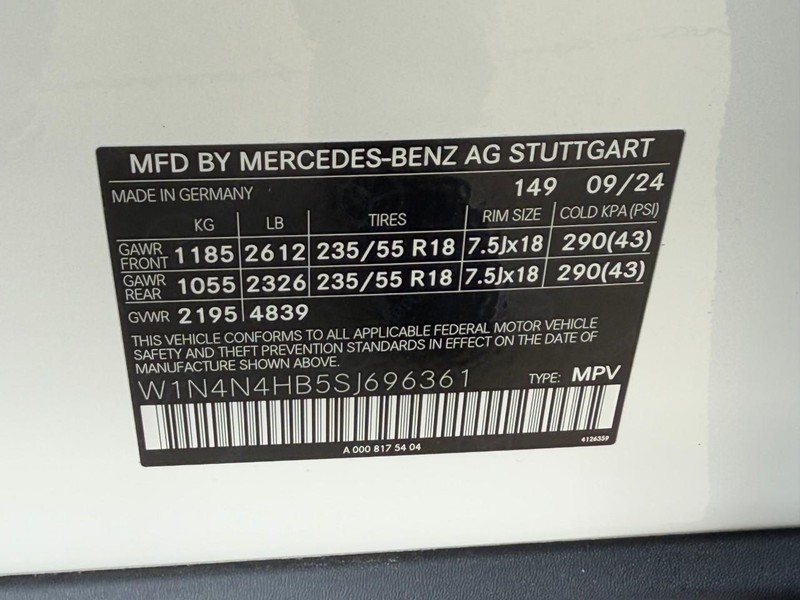 MFD BY MERCEDES-BENZ AG STUTTGART
MADE IN GERMANY 149 09/24
KG LB TIRES RIM SIZE COLD KPA (PSI)
GAWR FRONT 1185 2612 235/55 R18 7.5Jx18 290(43)
GAWR REAR 1055 2326 235/55 R18 7.5Jx18 290(43)
GVWR 2195 4839
THIS VEHICLE CONFORMS TO ALL APPLICABLE FEDERAL MOTOR VEHICLE
SAFETY AND THEFT PREVENTION STANDARDS IN EFFECT ON THE DATE OF
MANUFACTURE SHOWN ABOVE.
W1N4N4HB5SJ696361 TYPE: MPV
A 000 817 54 04 4126359